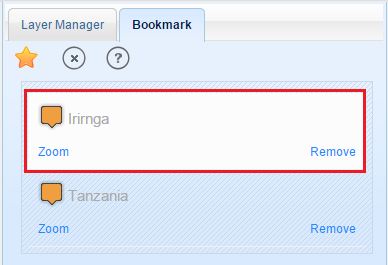 Layer Manager Bookmark
?
Irirnga
Zoom Remove
Tanzania
Zoom Remove